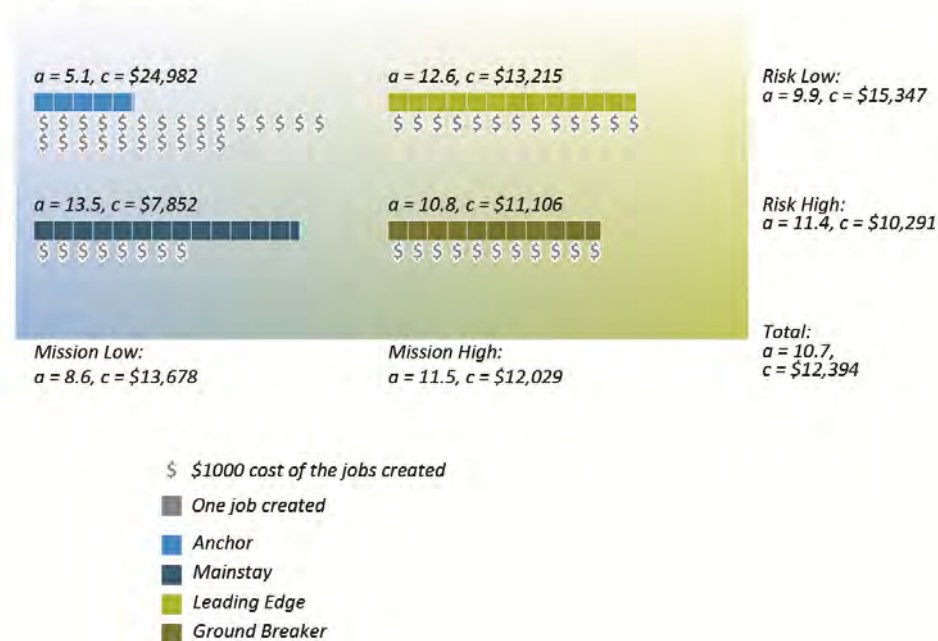 a = 5.1, c = $24,982
$ $ $ $ $ $ $ $ $ $ $ $ $ $ $
$ $ $ $ $ $ $ $ $ $
a = 12.6, c = $13,215
$ $ $ $ $ $ $ $ $ $ $ $ $
Risk Low:
a = 9.9, c = $15,347
a = 13.5, c = $7,852
$ $ $ $ $ $ $ $
a = 10.8, c = $11,106
$ $ $ $ $ $ $ $ $ $ $
Risk High:
a = 11.4, c = $10,291
Mission Low:
a = 8.6, c = $13,678
Mission High:
a = 11.5, c = $12,029
Total:
a = 10.7,
c = $12,394
$ $1000 cost of the jobs created
One job created
Anchor
Mainstay
Leading Edge
Ground Breaker